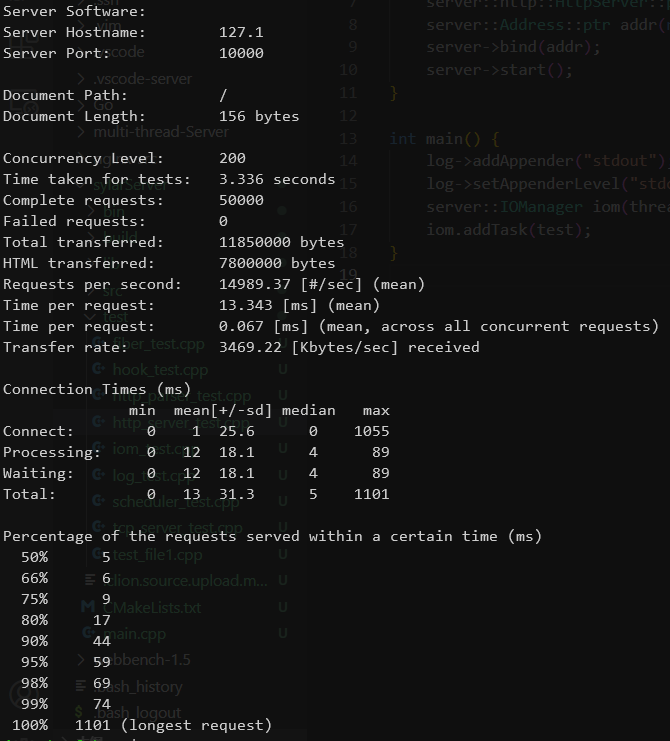 Server Software:
Server Hostname: 127.1
Server Port: 10000
Document Path: /
Document Length: 156 bytes
Concurrency Level: 200
Time taken for tests: 3.336 seconds
Complete requests: 50000
Failed requests: 0
Total transferred: 11850000 bytes
HTML transferred: 7800000 bytes
Requests per second: 14989.37 [#/sec] (mean)
Time per request: 13.343 [ms] (mean)
Time per request: 0.067 [ms] (mean, across all concurrent requests)
Transfer rate: 3469.22 [Kbytes/sec] received
Connection Times (ms)
min mean[+/-sd] median max
Connect: 0 1 25.6 0 1055
Processing: 0 12 18.1 4 89
Waiting: 0 12 18.1 4 89
Total: 0 13 31.3 5 1101
Percentage of the requests served within a certain time (ms)
50% 5
66% 6
75% 9
80% 17
90% 44
95% 59
98% 69
99% 74
100% 1101 (longest request)
.vscode-server
Go
multi-thread-Server
test
fiber_test.cpp U
hook_test.cpp U
http_parser_test.cpp U
http_server_test.cpp U
iom_test.cpp U
log_test.cpp U
scheduler_test.cpp U
tcp_server_test.cpp U
test_file1.cpp U
CMakeLists.txt U
main.cpp U
webbench-1.5
.bash_history
.bash_logout
7 server::http::HttpServer::
8 server::Address::ptr addr(
9 server->bind(addr);
10 server->start();
11 }
12
13 int main() {
14 log->addAppender("stdout")
15 log->setAppenderLevel("std
16 server::IOManager iom(thre
17 iom.addTask(test);
18 }
19